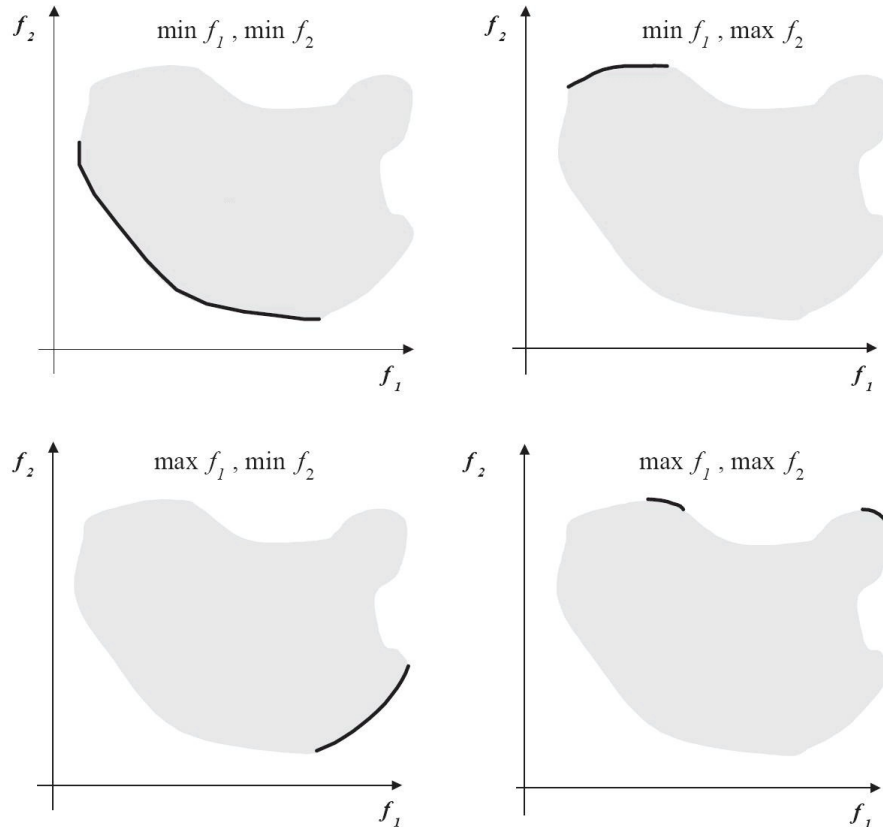 f₂
min f₁ , min f₂
f₁
f₂
min f₁ , max f₂
f₁
f₂
max f₁ , min f₂
f₁
f₂
max f₁ , max f₂
f₁